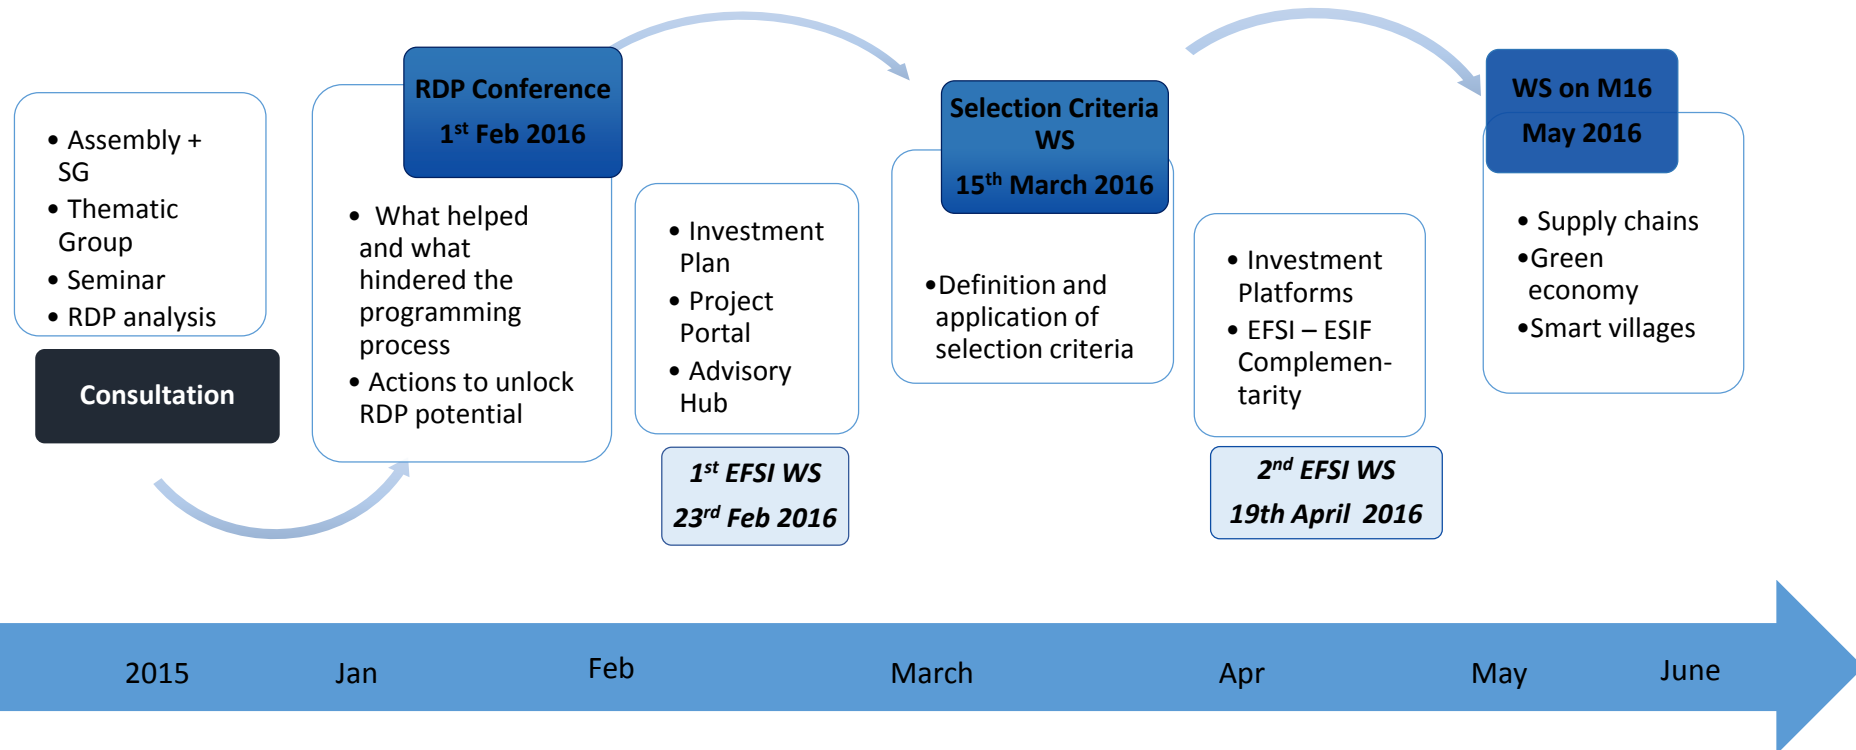 • Assembly +
SG
• Thematic
Group
• Seminar
• RDP analysis
Consultation
RDP Conference
1st Feb 2016
• What helped
and what
hindered the
programming
process
• Actions to unlock
RDP potential
• Investment
Plan
• Project
Portal
• Advisory
Hub
1st EFSI WS
23rd Feb 2016
Selection Criteria
WS
15th March 2016
•Definition and
application of
selection criteria
• Investment
Platforms
• EFSI – ESIF
Complemen-
tarity
2nd EFSI WS
19th April 2016
WS on M16
May 2016
• Supply chains
•Green
economy
•Smart villages
2015
Jan
Feb
March
Apr
May
June